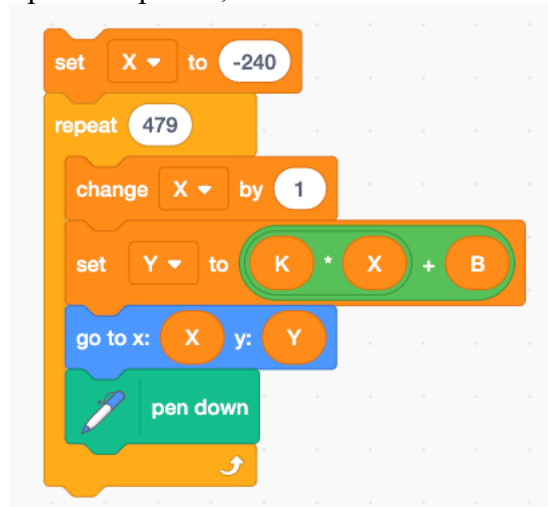 set X to -240
repeat 479
change X by 1
set Y to K * X + B
go to x: X y: Y
pen down